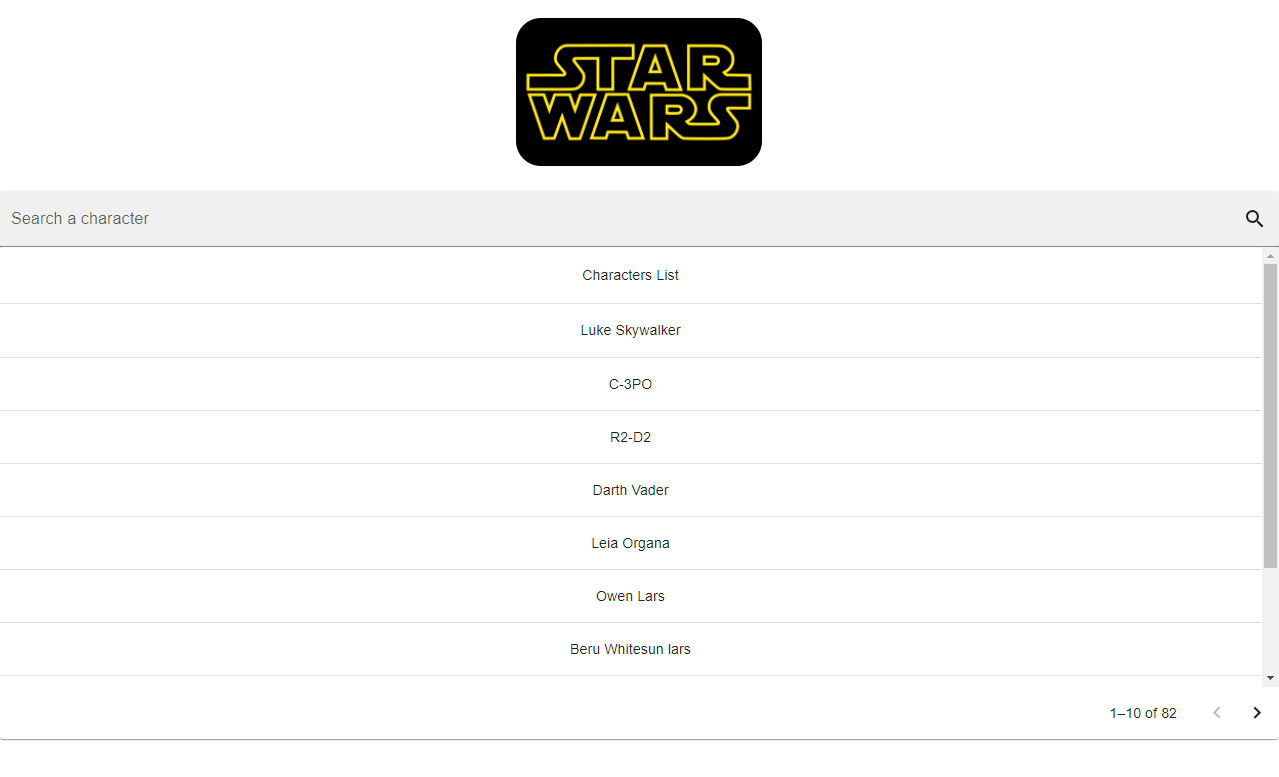 STAR
WARS
Search a character
Characters List
Luke Skywalker
C-3PO
R2-D2
Darth Vader
Leia Organa
Owen Lars
Beru Whitesun lars
1–10 of 82